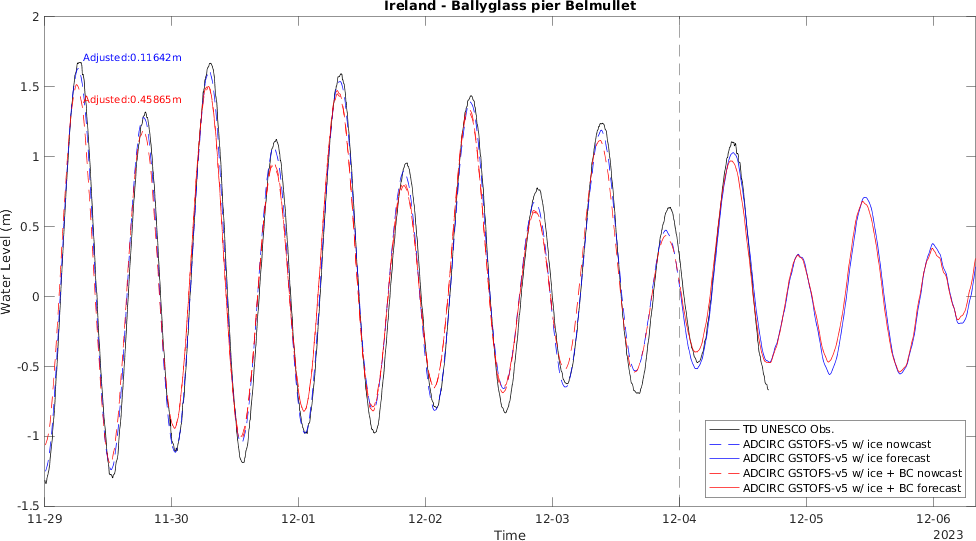 Ireland - Ballyglass pier Belmullet
Adjusted:0.11642m
Adjusted:0.45865m
Water Level (m)
2
1.5
1
0.5
0
-0.5
-1
-1.5
11-29
11-30
12-01
12-02
12-03
12-04
12-05
12-06
Time
2023
TD UNESCO Obs.
ADCIRC GSTOFS-v5 w/ ice nowcast
ADCIRC GSTOFS-v5 w/ ice forecast
ADCIRC GSTOFS-v5 w/ ice + BC nowcast
ADCIRC GSTOFS-v5 w/ ice + BC forecast